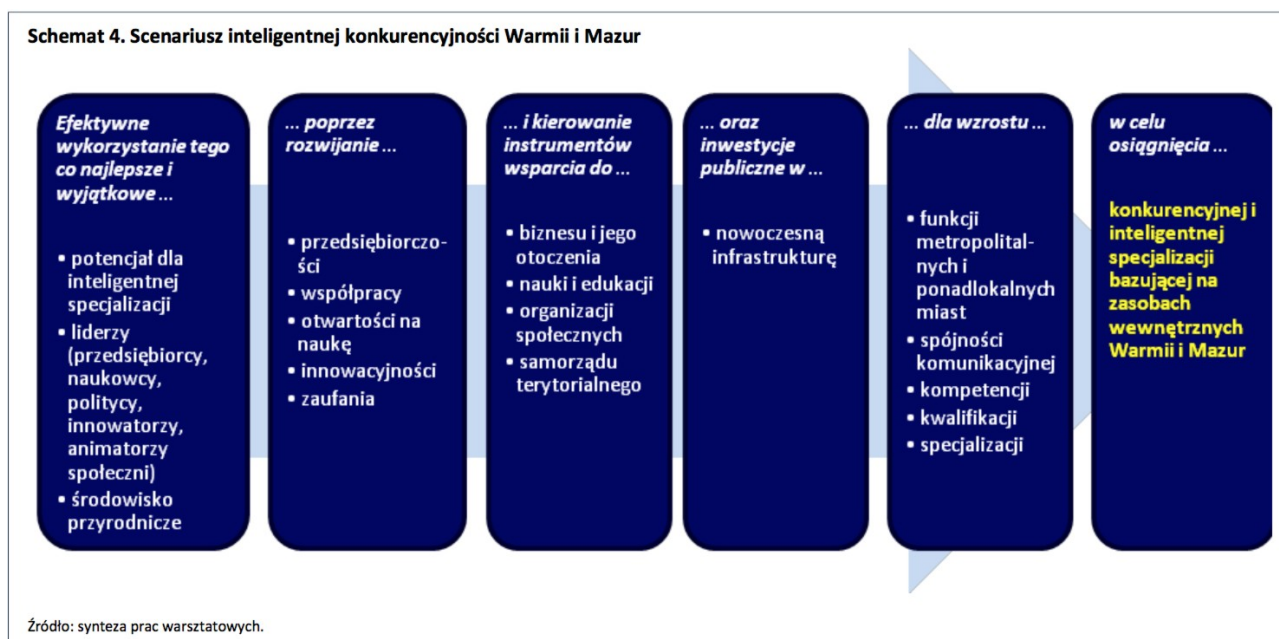 Schemat 4. Scenariusz inteligentnej konkurencyjności Warmii i Mazur
Efektywne
wykorzystanie tego
co najlepsze i
wyjątkowe ...
• potencjał dla
inteligentnej
specjalizacji
• liderzy
(przedsiębiorcy,
naukowcy,
politycy,
innowatorzy,
animatorzy
społeczni)
• środowisko
przyrodnicze
... poprzez
rozwijanie ...
• przedsiębiorczo-
ści
• współpracy
• otwartości na
naukę
• innowacyjności
• zaufania
... i kierowanie
instrumentów
wsparcia do ...
• biznesu i jego
otoczenia
• nauki i edukacji
• organizacji
społecznych
• samorządu
terytorialnego
... oraz
inwestycje
publiczne w ...
• nowoczesną
infrastrukturę
... dla wzrostu ...
• funkcji
metropolital-
nych i
ponadlokalnych
miast
• spójności
komunikacyjnej
• kompetencji
• kwalifikacji
• specjalizacji
w celu
osiągnięcia ...
konkurencyjnej i
inteligentnej
specjalizacji
bazującej na
zasobach
wewnętrznych
Warmii i Mazur
Źródło: synteza prac warsztatowych.